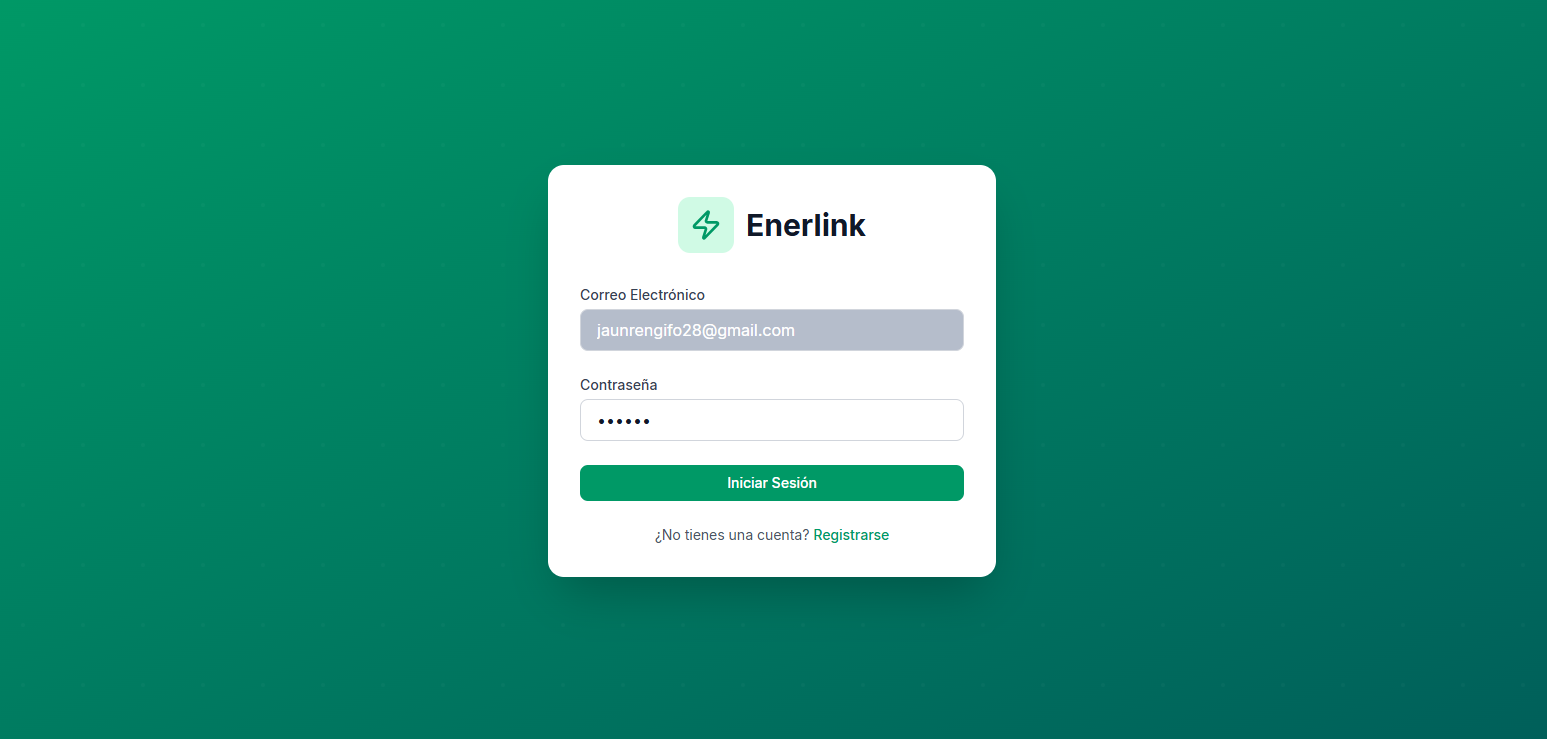 Enerlink
Correo Electrónico
jaunrengifo28@gmail.com
Contraseña
••••••
Iniciar Sesión
¿No tienes una cuenta? Registrarse